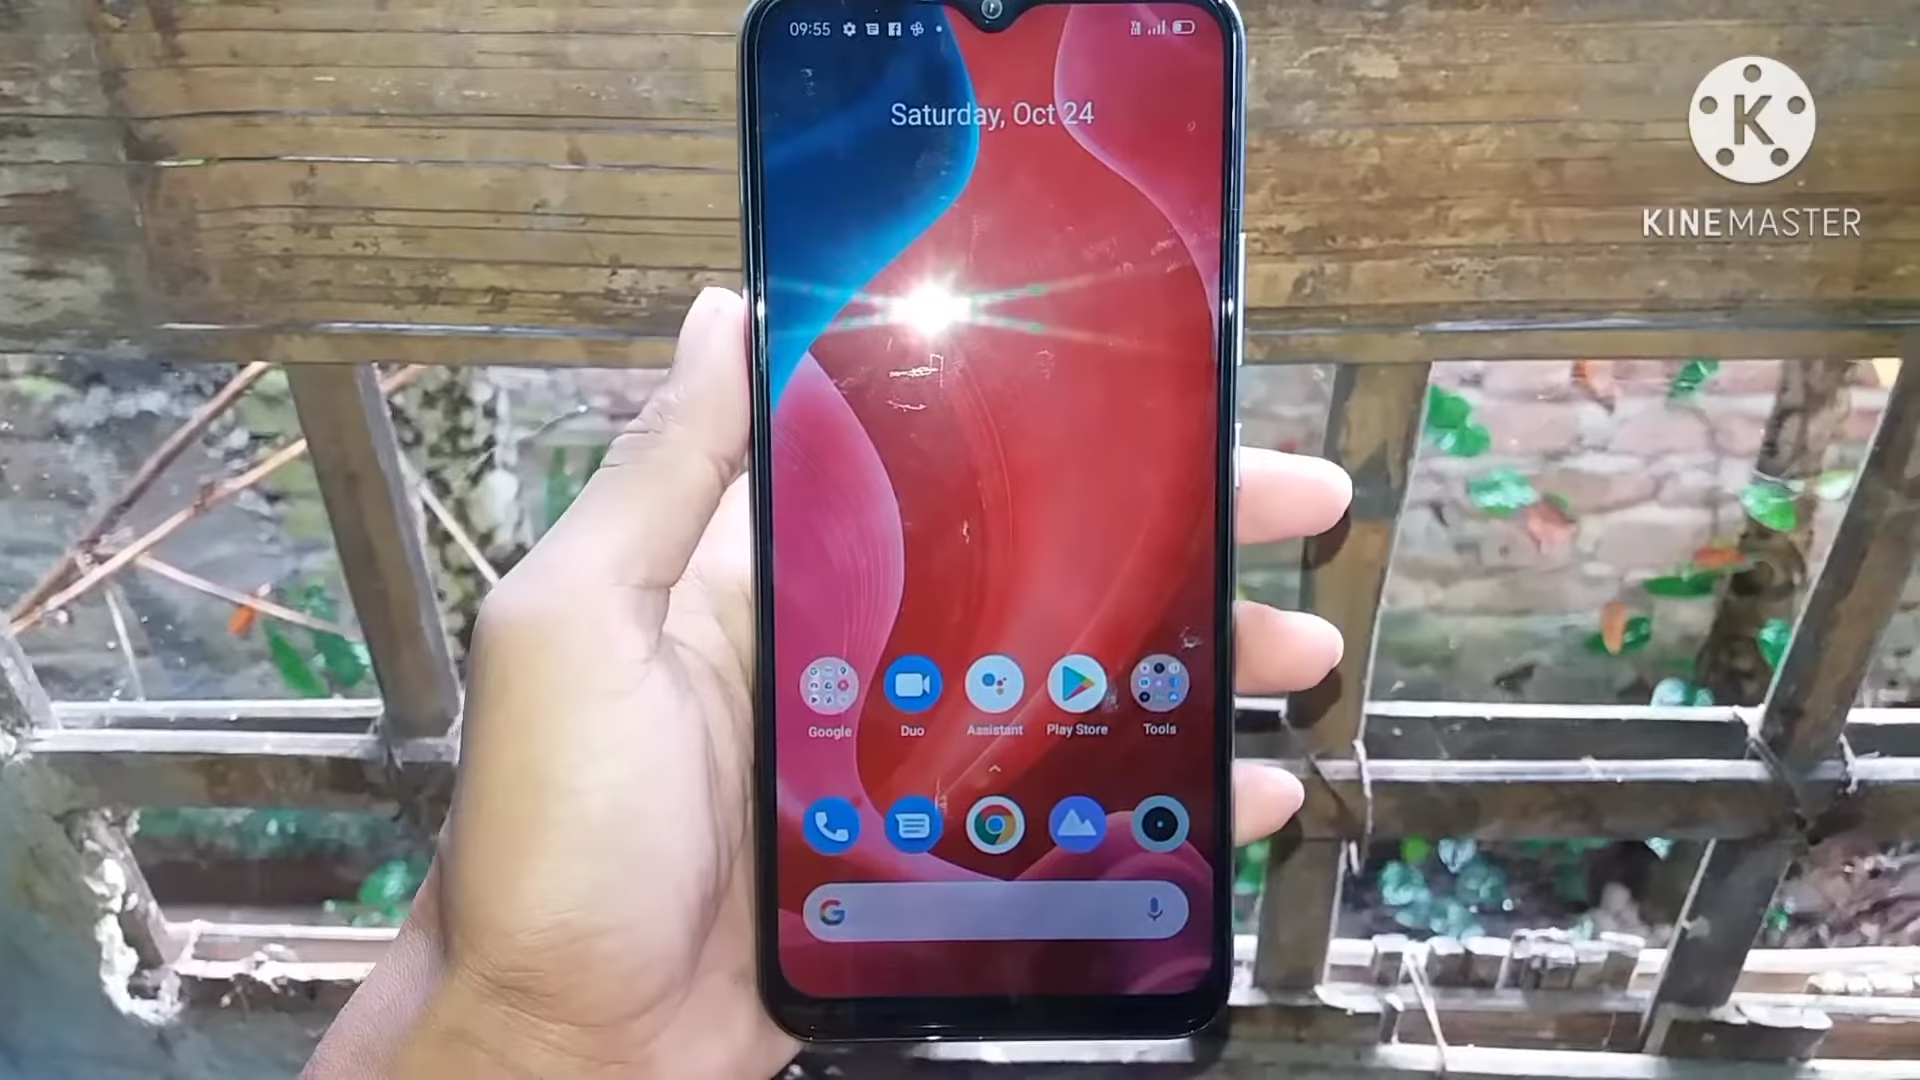 09:55
Saturday, Oct 24
K
KINEMASTER
Google
Duo
Assistant
Play Store
Tools
G